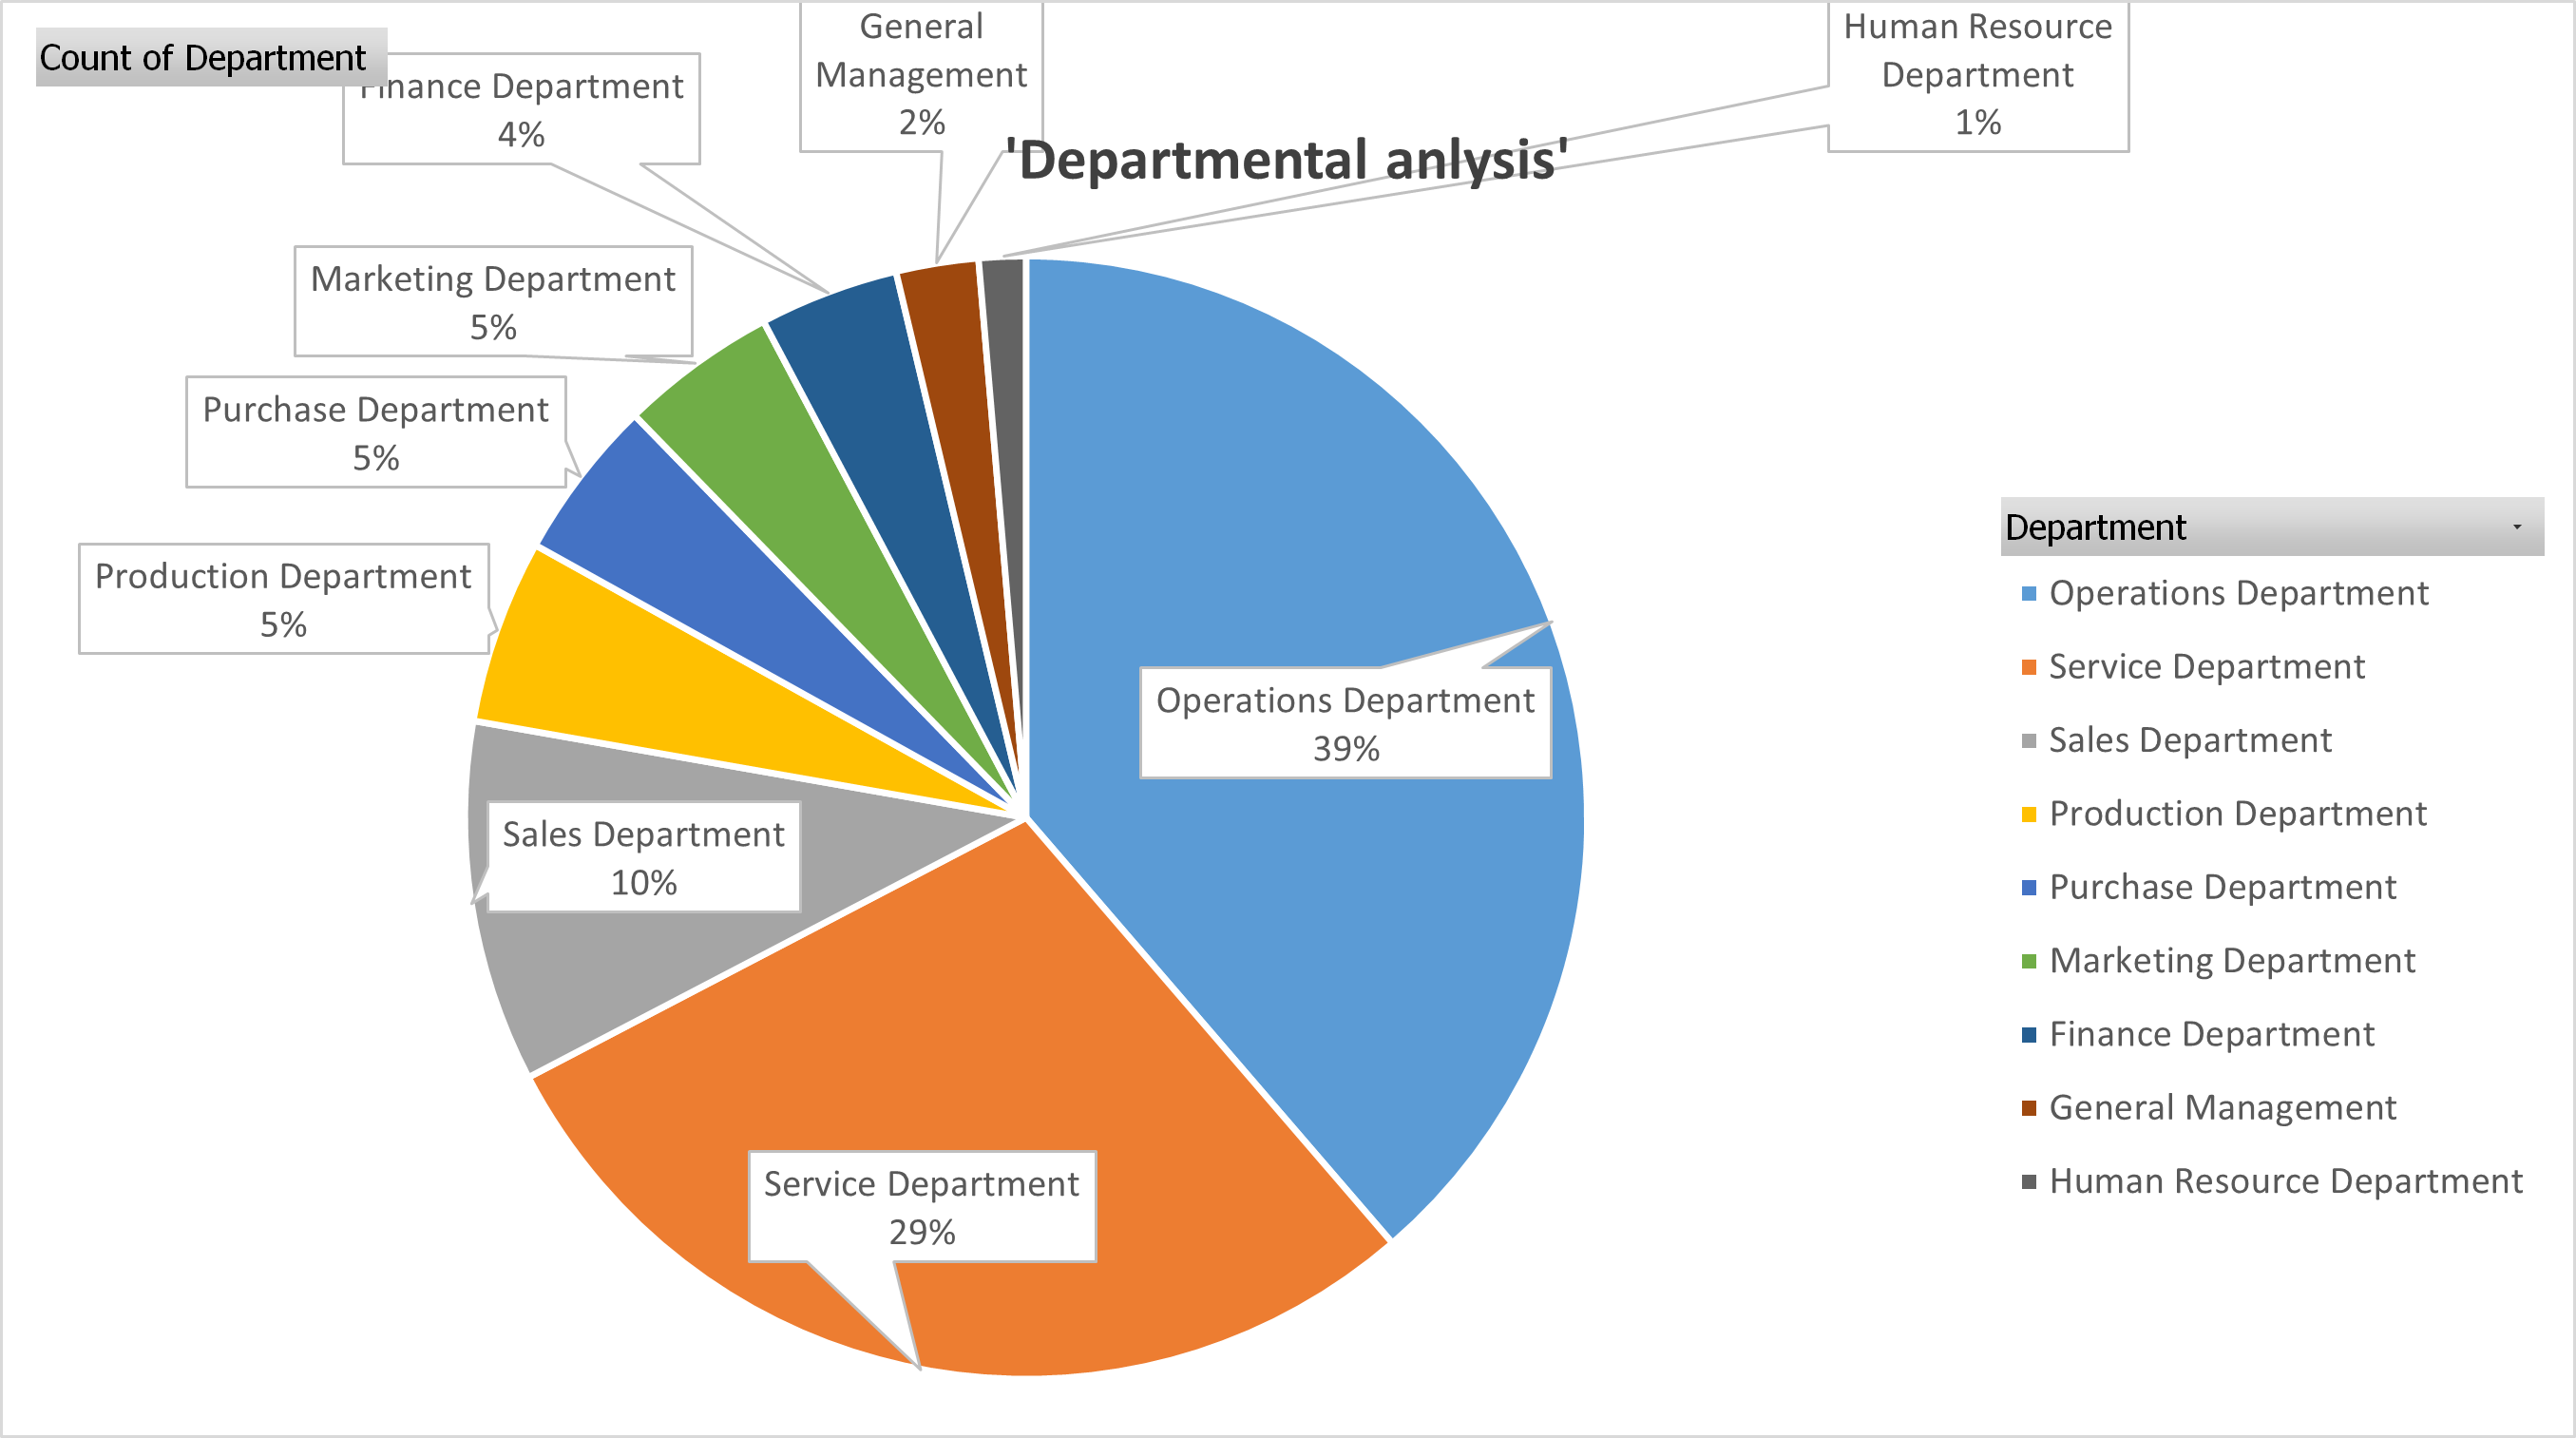 Count of Department
Finance Department
4%
General
Management
2%
Human Resource
Department
1%
'Departmental anlysis'
Marketing Department
5%
Purchase Department
5%
Production Department
5%
Operations Department
39%
Sales Department
10%
Service Department
29%
Department
Operations Department
Service Department
Sales Department
Production Department
Purchase Department
Marketing Department
Finance Department
General Management
Human Resource Department